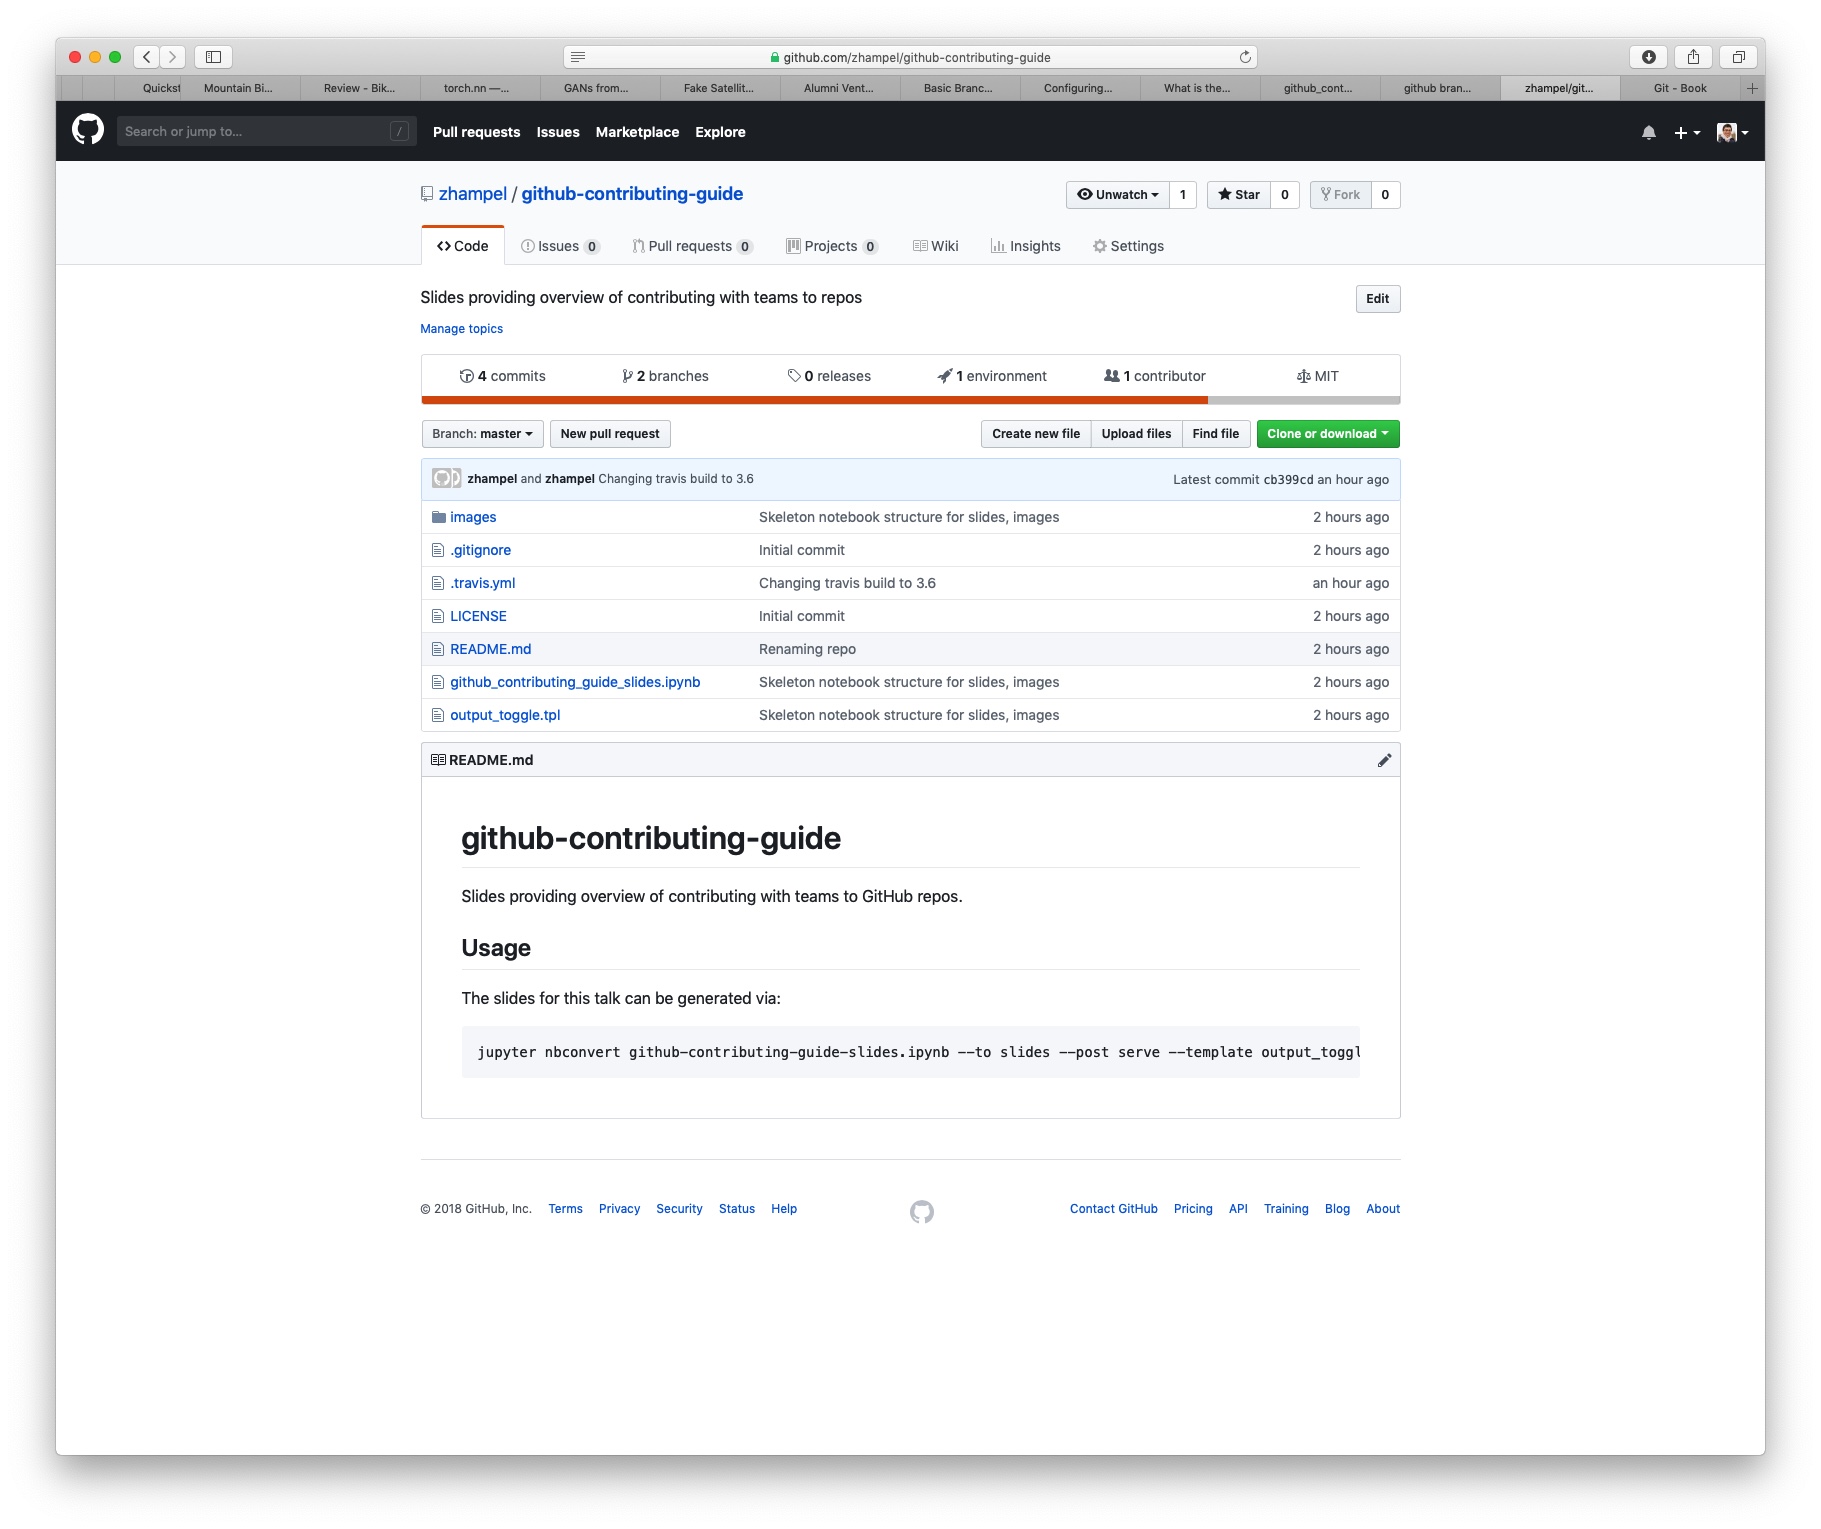 github.com/zhampel/github-contributing-guide
Quickst Mountain Bi... Review - Bik... torch.nn —... GANs from... Fake Satellit... Alumni Vent... Basic Branc... Configuring... What is the... github_cont... github bran... zhampel/git... Git - Book
Search or jump to... / Pull requests Issues Marketplace Explore
zhampel / github-contributing-guide Unwatch 1 Star 0 Fork 0
Code Issues 0 Pull requests 0 Projects 0 Wiki Insights Settings
Slides providing overview of contributing with teams to repos Edit
Manage topics
4 commits 2 branches 0 releases 1 environment 1 contributor MIT
Branch: master New pull request Create new file Upload files Find file Clone or download
zhampel and zhampel Changing travis build to 3.6 Latest commit cb399cd an hour ago
images Skeleton notebook structure for slides, images 2 hours ago
.gitignore Initial commit 2 hours ago
.travis.yml Changing travis build to 3.6 an hour ago
LICENSE Initial commit 2 hours ago
README.md Renaming repo 2 hours ago
github_contributing_guide_slides.ipynb Skeleton notebook structure for slides, images 2 hours ago
output_toggle.tpl Skeleton notebook structure for slides, images 2 hours ago
README.md
github-contributing-guide
Slides providing overview of contributing with teams to GitHub repos.
Usage
The slides for this talk can be generated via:
jupyter nbconvert github-contributing-guide-slides.ipynb --to slides --post serve --template output_toggl
© 2018 GitHub, Inc. Terms Privacy Security Status Help Contact GitHub Pricing API Training Blog About